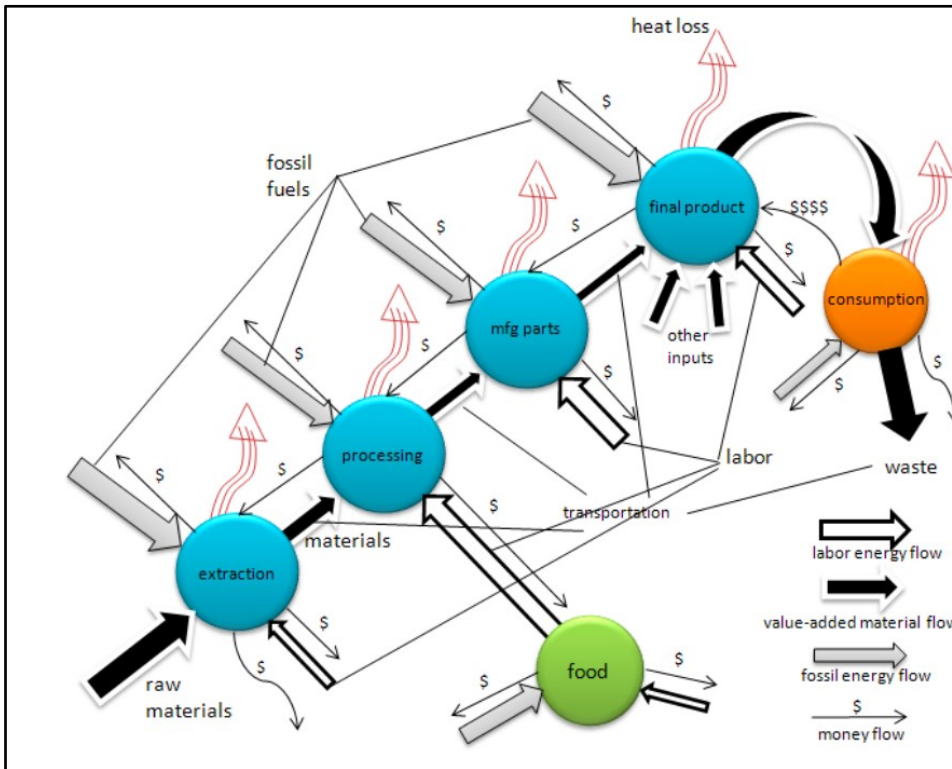 heat loss
$
fossil
fuels
final product
$$$$
$
$
$
consumption
mfg parts
other
inputs
$
$
$
$
processing
labor
waste
$
$
$
transportation
labor energy flow
materials
extraction
value-added material flow
$
$
food
$
$
fossil energy flow
raw
materials
$
money flow